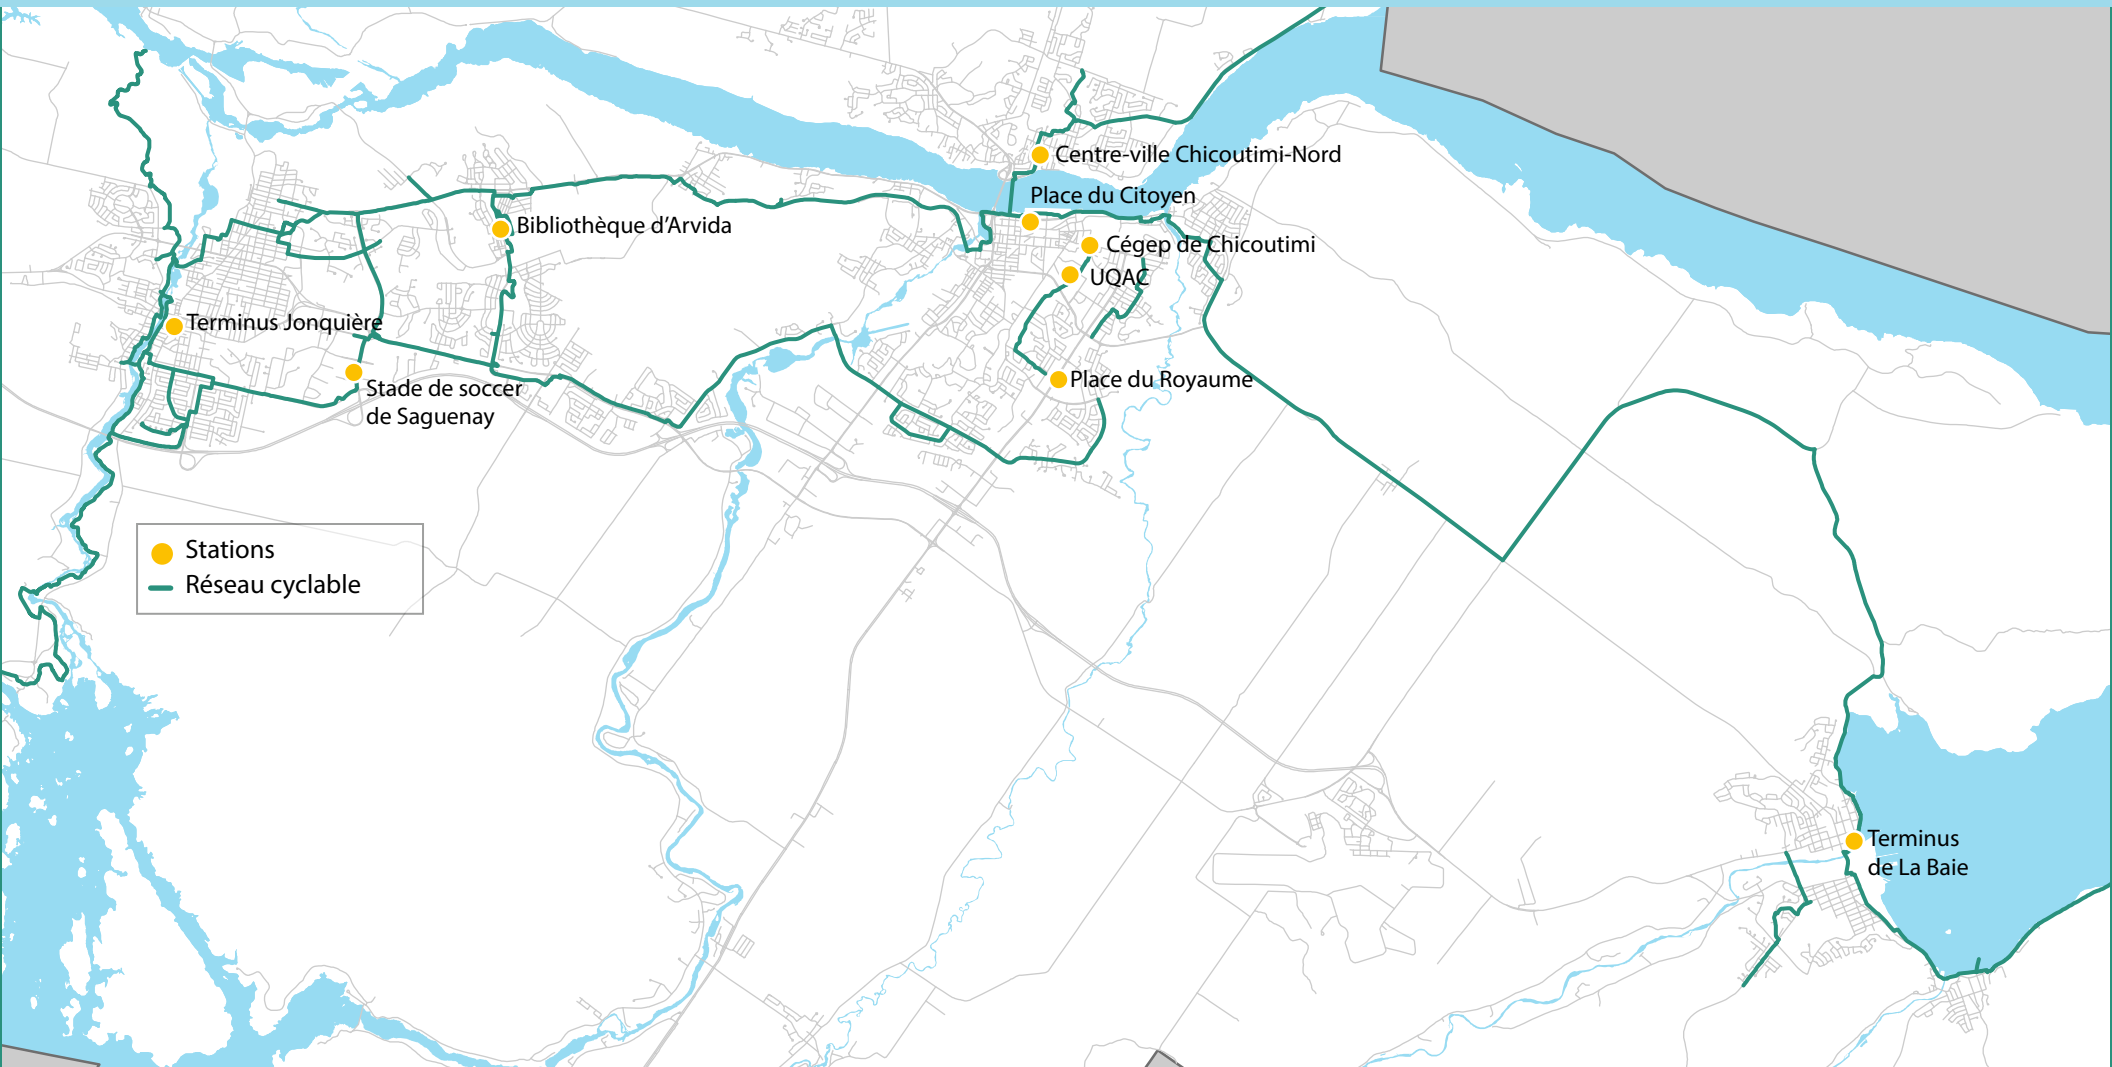 Centre-ville Chicoutimi-Nord
Place du Citoyen
Bibliothèque d'Arvida
Cégep de Chicoutimi
UQAC
Terminus Jonquière
Place du Royaume
Stade de soccer
de Saguenay
Stations
Réseau cyclable
Terminus
de La Baie